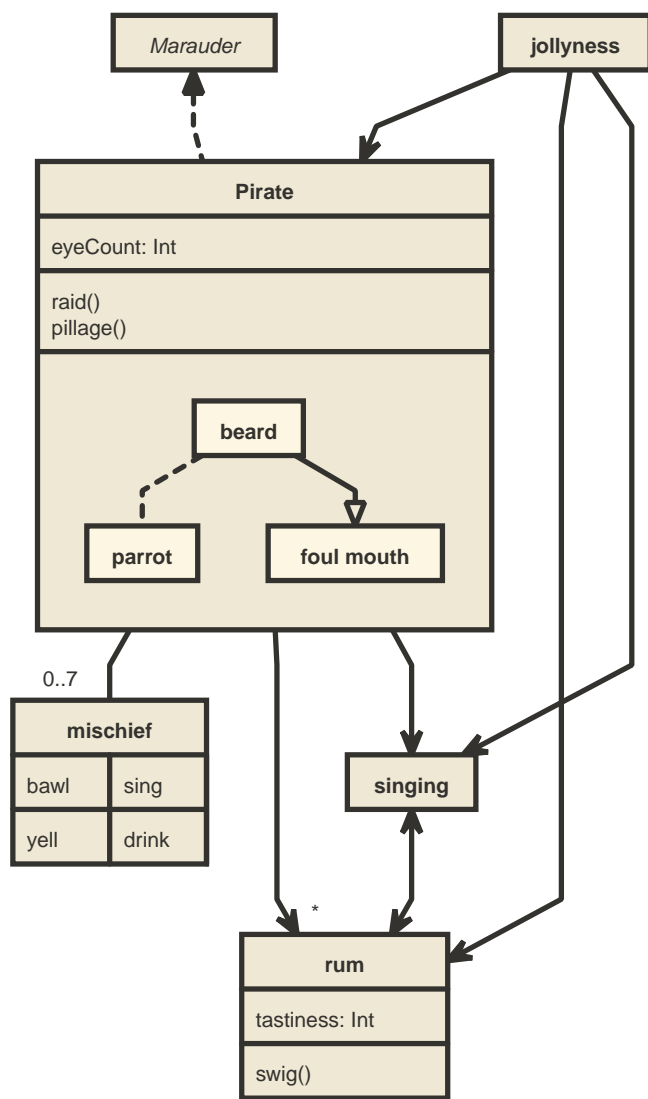 Marauder
jollyness
Pirate
eyeCount: Int
raid()
pillage()
beard
parrot
foul mouth
0..7
mischief
bawl
sing
yell
drink
singing
*
rum
tastiness: Int
swig()